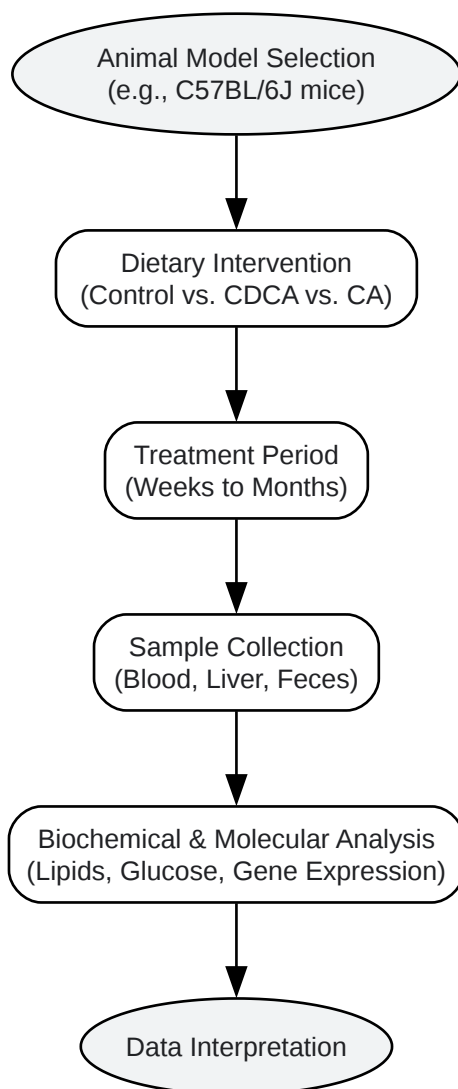 Animal Model Selection
(e.g., C57BL/6J mice)
Dietary Intervention
(Control vs. CDCA vs. CA)
Treatment Period
(Weeks to Months)
Sample Collection
(Blood, Liver, Feces)
Biochemical & Molecular Analysis
(Lipids, Glucose, Gene Expression)
Data Interpretation